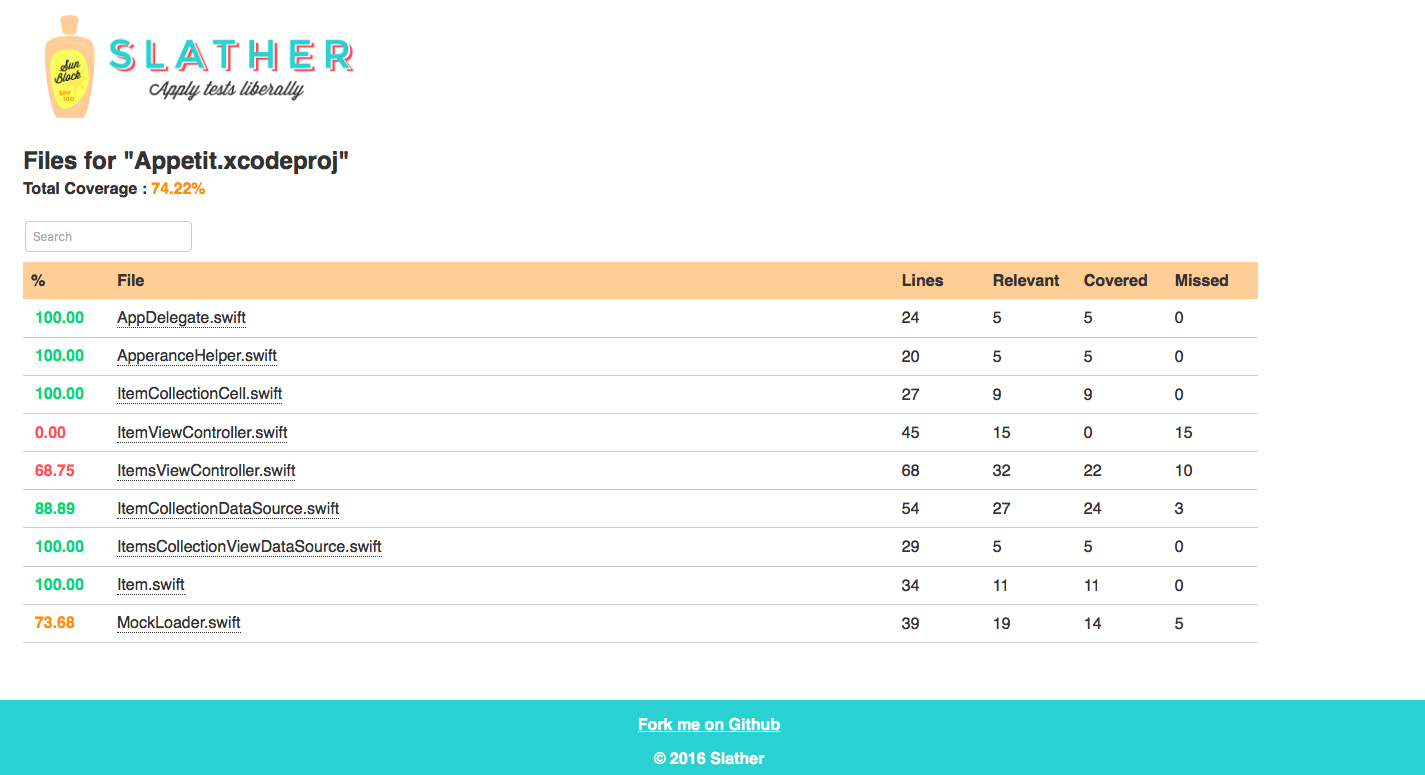 Sun
Block
SPF
100
SLATHER
Apply tests liberally
Files for "Appetit.xcodeproj"
Total Coverage : 74.22%
Search
% File Lines Relevant Covered Missed
100.00 AppDelegate.swift 24 5 5 0
100.00 ApperanceHelper.swift 20 5 5 0
100.00 ItemCollectionCell.swift 27 9 9 0
0.00 ItemViewController.swift 45 15 0 15
68.75 ItemsViewController.swift 68 32 22 10
88.89 ItemCollectionDataSource.swift 54 27 24 3
100.00 ItemsCollectionViewDataSource.swift 29 5 5 0
100.00 Item.swift 34 11 11 0
73.68 MockLoader.swift 39 19 14 5
Fork me on Github
© 2016 Slather